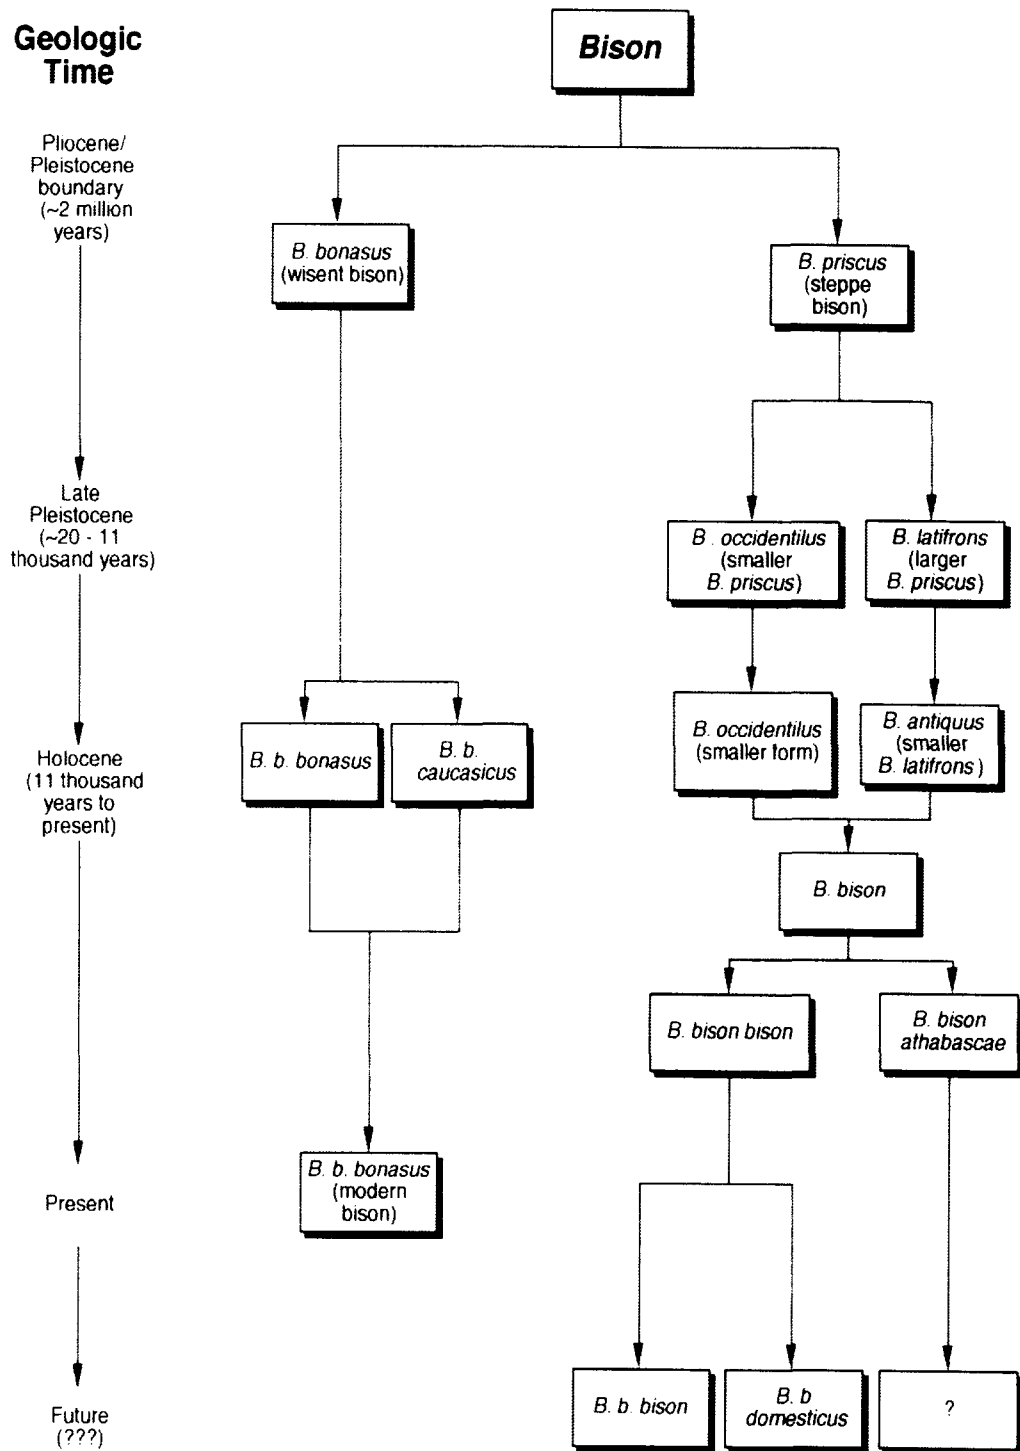 Geologic
Time
Bison
Pliocene/
Pleistocene
boundary
(~2 million
years)
B. bonasus
(wisent bison)
B. priscus
(steppe
bison)
Late
Pleistocene
(~20 - 11
thousand years)
B. occidentilus
(smaller
B. priscus)
B. latifrons
(larger
B. priscus)
Holocene
(11 thousand
years to
present)
B. b. bonasus
B. b.
caucasicus
B. occidentilus
(smaller form)
B. antiquus
(smaller
B. latifrons)
B. bison
B. bison bison
B. bison
athabascae
Present
B. b. bonasus
(modern
bison)
Future
(???)
B. b. bison
B. b
domesticus
?